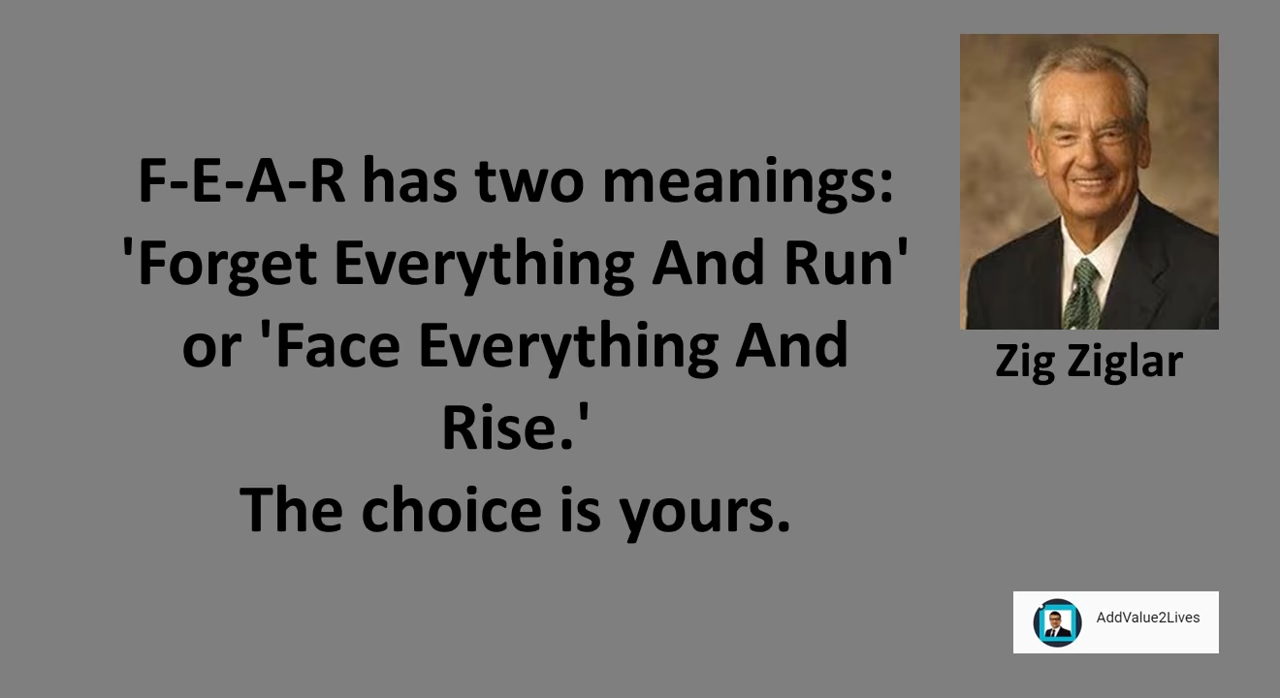 F-E-A-R has two meanings:
'Forget Everything And Run'
or 'Face Everything And
Rise.'
The choice is yours.
Zig Ziglar
AddValue2Lives